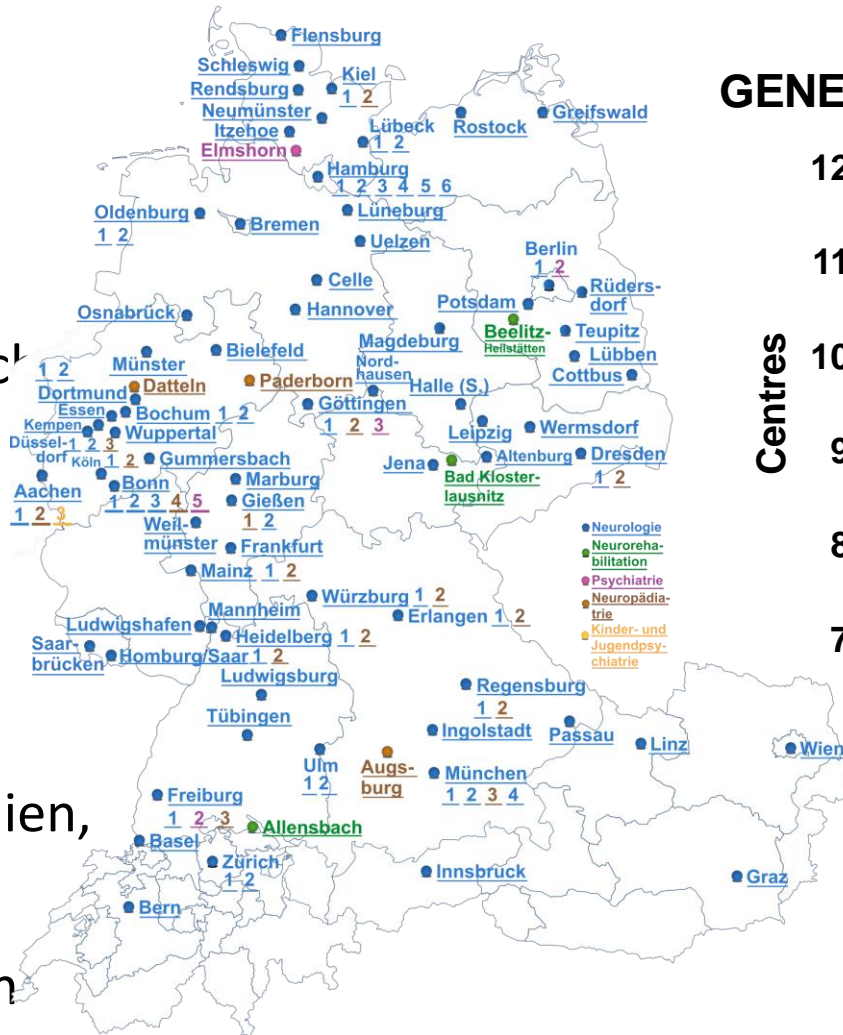 Flensburg
Schleswig
Kiel
Rendsburg
1 2
Neumünster
GENE
Itzehoe
Lübeck
1 2
Rostock
Greifswald
Elmshorn
Hamburg
1 2 3 4 5 6
12
Oldenburg
1 2
Bremen
Lüneburg
Uelzen
Berlin
1 2
11
Celle
Rüders-
dorf
Potsdam
Osnabrück
Hannover
Beelitz-
Heilstätten
Teupitz
Magdeburg
Lübben
ch
1 2
Münster
Bielefeld
Nord-
hausen
Cottbus
10
Centres
Dortmund
Datteln
Paderborn
Halle (S.)
Essen
Bochum 1 2
Göttingen
1 2 3
Kempen
Wuppertal
Leipzig
Wermsdorf
Düssel-
dorf
1 2 3
Köln 1 2
Gummersbach
Jena
Altenburg
Dresden
1 2
9
Bad Kloster-
lausnitz
Aachen
1 2 3
Bonn
1 2 3 4 5
Marburg
Gießen
1 2
Weil-
münster
Frankfurt
Neurologie
Neuroreha-
bilitation
Psychiatrie
Neuropädia-
trie
Kinder- und
Jugendpsy-
chiatrie
8
Mainz 1 2
Würzburg 1 2
Erlangen 1 2
7
Mannheim
Ludwigshafen
Heidelberg 1 2
Saar-
brücken
Homburg/Saar 1 2
Ludwigsburg
Regensburg
1 2
Tübingen
Ingolstadt
Passau
Linz
Wien
Ulm
1 2
Augs-
burg
München
1 2 3 4
Freiburg
1 2 3
ien,
Allensbach
Basel
Zürich
1 2
Innsbruck
Graz
Bern
n